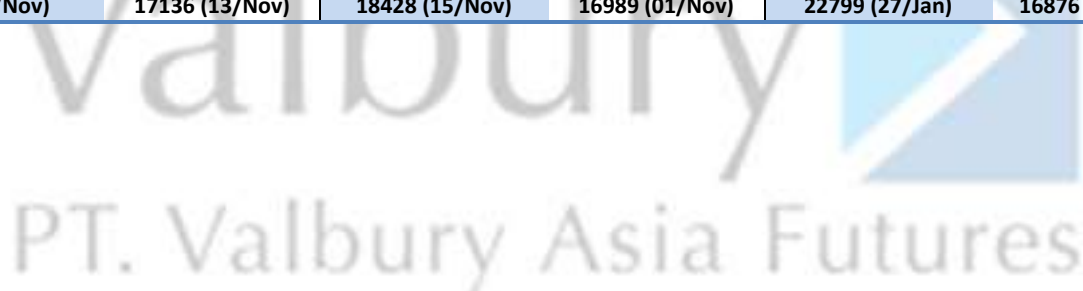 /Nov) 17136 (13/Nov) 18428 (15/Nov) 16989 (01/Nov) 22799 (27/Jan) 16876
Valbury
PT. Valbury Asia Futures